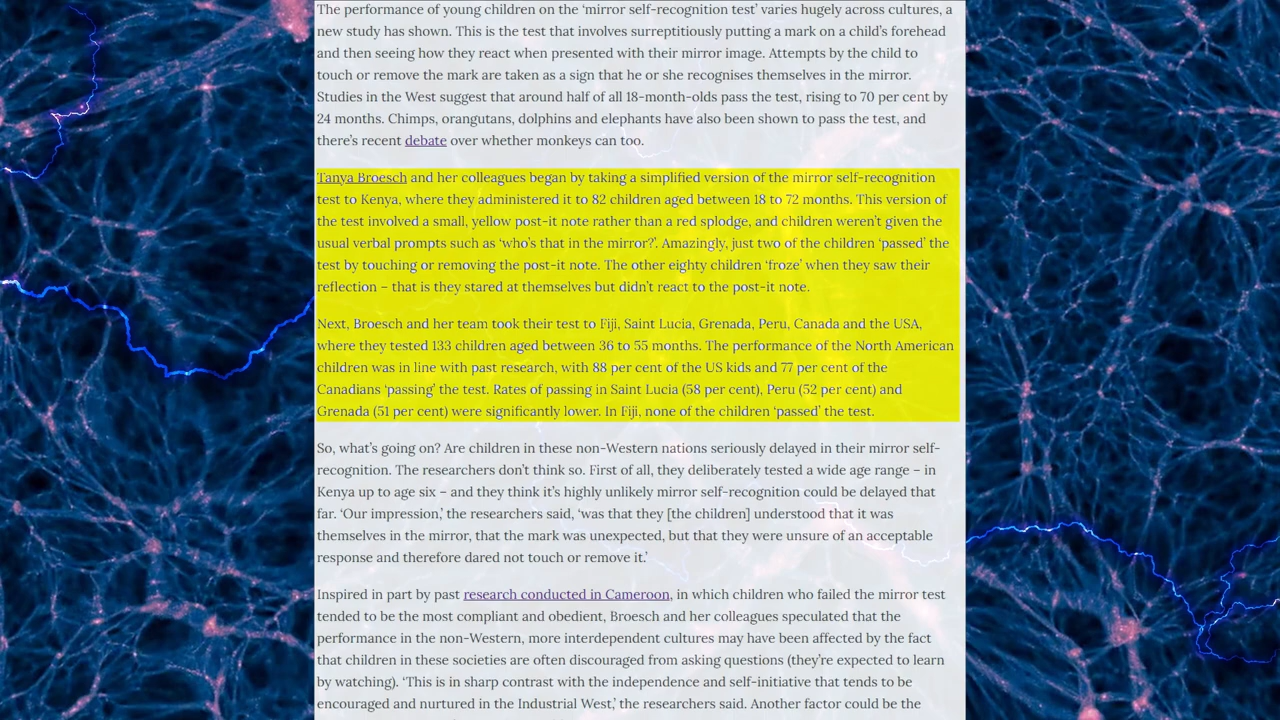 The performance of young children on the ‘mirror self-recognition test’ varies hugely across cultures, a
new study has shown. This is the test that involves surreptitiously putting a mark on a child’s forehead
and then seeing how they react when presented with their mirror image. Attempts by the child to
touch or remove the mark are taken as a sign that he or she recognises themselves in the mirror.
Studies in the West suggest that around half of all 18-month-olds pass the test, rising to 70 per cent by
24 months. Chimps, orangutans, dolphins and elephants have also been shown to pass the test, and
there’s recent debate over whether monkeys can too.
Tanya Broesch and her colleagues began by taking a simplified version of the mirror self-recognition
test to Kenya, where they administered it to 82 children aged between 18 to 72 months. This version of
the test involved a small, yellow post-it note rather than a red splodge, and children weren’t given the
usual verbal prompts such as ‘who’s that in the mirror?’. Amazingly, just two of the children ‘passed’ the
test by touching or removing the post-it note. The other eighty children ‘froze’ when they saw their
reflection – that is they stared at themselves but didn’t react to the post-it note.
Next, Broesch and her team took their test to Fiji, Saint Lucia, Grenada, Peru, Canada and the USA,
where they tested 133 children aged between 36 to 55 months. The performance of the North American
children was in line with past research, with 88 per cent of the US kids and 77 per cent of the
Canadians ‘passing’ the test. Rates of passing in Saint Lucia (58 per cent), Peru (52 per cent) and
Grenada (51 per cent) were significantly lower. In Fiji, none of the children ‘passed’ the test.
So, what’s going on? Are children in these non-Western nations seriously delayed in their mirror self-
recognition. The researchers don’t think so. First of all, they deliberately tested a wide age range – in
Kenya up to age six – and they think it’s highly unlikely mirror self-recognition could be delayed that
far. ‘Our impression,’ the researchers said, ‘was that they [the children] understood that it was
themselves in the mirror, that the mark was unexpected, but that they were unsure of an acceptable
response and therefore dared not touch or remove it.’
Inspired in part by past research conducted in Cameroon, in which children who failed the mirror test
tended to be the most compliant and obedient, Broesch and her colleagues speculated that the
performance in the non-Western, more interdependent cultures may have been affected by the fact
that children in these societies are often discouraged from asking questions (they’re expected to learn
by watching). ‘This is in sharp contrast with the independence and self-initiative that tends to be
encouraged and nurtured in the Industrial West,’ the researchers said. Another factor could be the